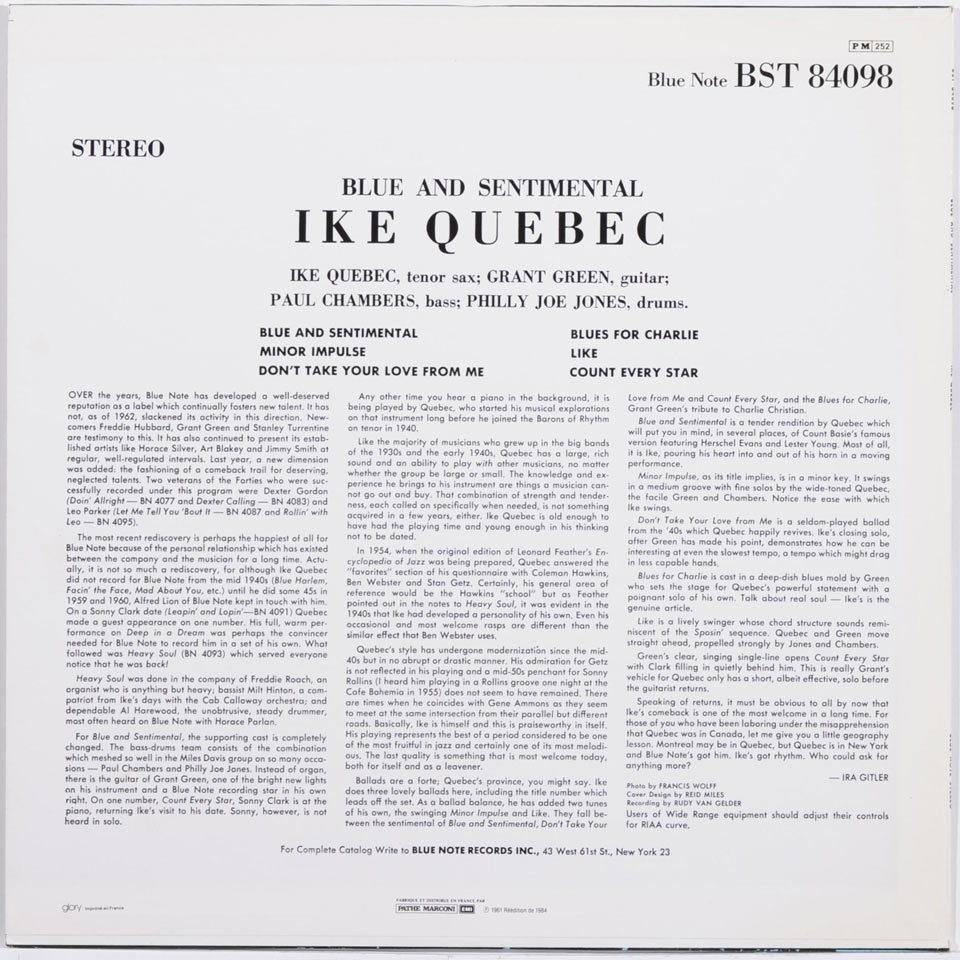 PM 252
Blue Note BST 84098
STEREO
BLUE AND SENTIMENTAL
IKE QUEBEC
IKE QUEBEC, tenor sax; GRANT GREEN, guitar;
PAUL CHAMBERS, bass; PHILLY JOE JONES, drums.
BLUE AND SENTIMENTAL
MINOR IMPULSE
DON'T TAKE YOUR LOVE FROM ME
BLUES FOR CHARLIE
LIKE
COUNT EVERY STAR
OVER the years, Blue Note has developed a well-deserved
reputation as a label which continually fosters new talent. It has
not, as of 1962, slackened its activity in this direction. New-
comers Freddie Hubbard, Grant Green and Stanley Turrentine
are testimony to this. It has also continued to present its estab-
lished artists like Horace Silver, Art Blakey and Jimmy Smith at
regular, well-regulated intervals. Last year, a new dimension
was added: the fashioning of a comeback trail for deserving,
neglected talents. Two veterans of the Forties who were suc-
cessfully recorded under this program were Dexter Gordon
(Doin' Allright — BN 4077 and Dexter Calling — BN 4083) and
Leo Parker (Let Me Tell You 'Bout It — BN 4087 and Rollin' with
Leo — BN 4095).
The most recent rediscovery is perhaps the happiest of all for
Blue Note because of the personal relationship which has existed
between the company and the musician for a long time. Actu-
ally, it is not so much a rediscovery, for although Ike Quebec
did not record for Blue Note from the mid 1940s (Blue Harlem,
Facin' the Face, Mad About You, etc.) until he did some 45s in
1959 and 1960, Alfred Lion of Blue Note kept in touch with him.
On a Sonny Clark date (Leapin' and Lopin'—BN 4091) Quebec
made a guest appearance on one number. His full, warm per-
formance on Deep in a Dream was perhaps the convincer
needed for Blue Note to record him in a set of his own. What
followed was Heavy Soul (BN 4093) which served everyone
notice that he was back!
Heavy Soul was done in the company of Freddie Roach, an
organist who is anything but heavy; bassist Milt Hinton, a com-
patriot from Ike's days with the Cab Calloway orchestra; and
dependable Al Harewood, the unobtrusive, steady drummer,
most often heard on Blue Note with Horace Parlan.
For Blue and Sentimental, the supporting cast is completely
changed. The bass-drums team consists of the combination
which meshed so well in the Miles Davis group on so many occa-
sions — Paul Chambers and Philly Joe Jones. Instead of organ,
there is the guitar of Grant Green, one of the bright new lights
on his instrument and a Blue Note recording star in his own
right. On one number, Count Every Star, Sonny Clark is at the
piano, returning Ike's visit to his date. Sonny, however, is not
heard in solo.
Any other time you hear a piano in the background, it is
being played by Quebec, who started his musical explorations
on that instrument long before he joined the Barons of Rhythm
on tenor in 1940.
Like the majority of musicians who grew up in the big bands
of the 1930s and the early 1940s, Quebec has a large, rich
sound and an ability to play with other musicians, no matter
whether the group be large or small. The knowledge and ex-
perience he brings to his instrument are things a musician can-
not go out and buy. That combination of strength and tender-
ness, each called on specifically when needed, is not something
acquired in a few years, either. Ike Quebec is old enough to
have had the playing time and young enough in his thinking
not to be dated.
In 1954, when the original edition of Leonard Feather's En-
cyclopedia of Jazz was being prepared, Quebec answered the
"favorites" section of his questionnaire with Coleman Hawkins,
Ben Webster and Stan Getz. Certainly, his general area of
reference would be the Hawkins "school" but as Feather
pointed out in the notes to Heavy Soul, it was evident in the
1940s that Ike had developed a personality of his own. Even his
occasional and most welcome rasps are different than the
similar effect that Ben Webster uses.
Quebec's style has undergone modernization since the mid-
40s but in no abrupt or drastic manner. His admiration for Getz
is not reflected in his playing and a mid-50s penchant for Sonny
Rollins (I heard him playing in a Rollins groove one night at the
Cafe Bohemia in 1955) does not seem to have remained. There
are times when he coincides with Gene Ammons as they seem
to meet at the same intersection from their parallel but different
roads. Basically, Ike is himself and this is praiseworthy in itself.
His playing represents the best of a period considered to be one
of the most fruitful in jazz and certainly one of its most melodi-
ous. The last quality is something that is most welcome today,
both for itself and as a leavener.
Ballads are a forte; Quebec's province, you might say. Ike
does three lovely ballads here, including the title number which
leads off the set. As a ballad balance, he has added two tunes
of his own, the swinging Minor Impulse and Like. They fall be-
tween the sentimental of Blue and Sentimental, Don't Take Your
Love from Me and Count Every Star, and the Blues for Charlie,
Grant Green's tribute to Charlie Christian.
Blue and Sentimental is a tender rendition by Quebec which
will put you in mind, in several places, of Count Basie's famous
version featuring Herschel Evans and Lester Young. Most of all,
it is Ike, pouring his heart into and out of his horn in a moving
performance.
Minor Impulse, as its title implies, is in a minor key. It swings
in a medium groove with fine solos by the wide-toned Quebec,
the facile Green and Chambers. Notice the ease with which
Ike swings.
Don't Take Your Love from Me is a seldom-played ballad
from the '40s which Quebec happily revives. Ike's closing solo,
after Green has made his point, demonstrates how he can be
interesting at even the slowest tempo, a tempo which might drag
in less capable hands.
Blues for Charlie is cast in a deep-dish blues mold by Green
who sets the stage for Quebec's powerful statement with a
poignant solo of his own. Talk about real soul — Ike's is the
genuine article.
Like is a lively swinger whose chord structure sounds remi-
niscent of the Sposin' sequence. Quebec and Green move
straight ahead, propelled strongly by Jones and Chambers.
Green's clear, singing single-line opens Count Every Star
with Clark filling in quietly behind him. This is really Grant's
vehicle for Quebec only has a short, albeit effective, solo before
the guitarist returns.
Speaking of returns, it must be obvious to all by now that
Ike's comeback is one of the most welcome in a long time. For
those of you who have been laboring under the misapprehension
that Quebec was in Canada, let me give you a little geography
lesson. Montreal may be in Quebec, but Quebec is in New York
and Blue Note's got him. Ike's got rhythm. Who could ask for
anything more?
— IRA GITLER
Photo by FRANCIS WOLFF
Cover Design by REID MILES
Recording by RUDY VAN GELDER
Users of Wide Range equipment should adjust their controls
for RIAA curve.
For Complete Catalog Write to BLUE NOTE RECORDS INC., 43 West 61st St., New York 23
glory Imprimé en France
FABRIQUE ET DISTRIBUE EN FRANCE PAR
PATHE MARCONI EMI
℗ 1961 Réédition de 1984